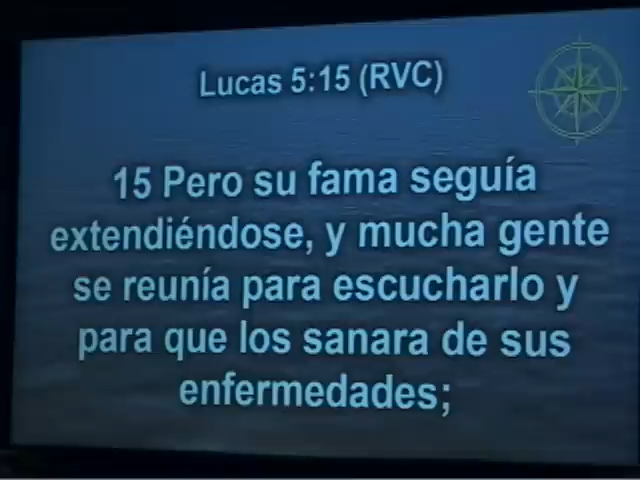 Lucas 5:15 (RVC)
15 Pero su fama seguía
extendiéndose, y mucha gente
se reunía para escucharlo y
para que los sanara de sus
enfermedades;